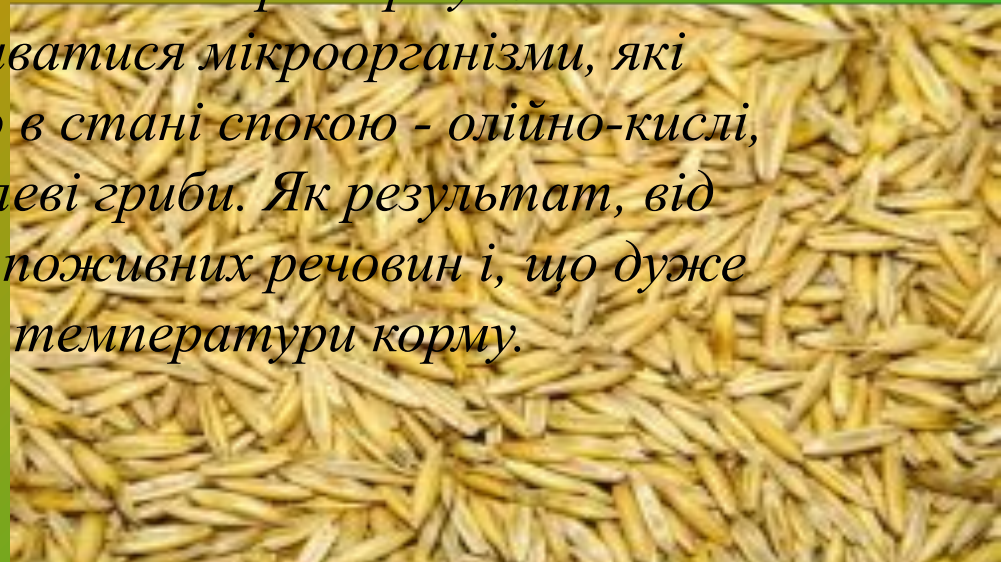 ватися мікроорганізми, які
в стані спокою - олійно-кислі,
леві гриби. Як результат, від
поживних речовин і, що дуже
температури корму.